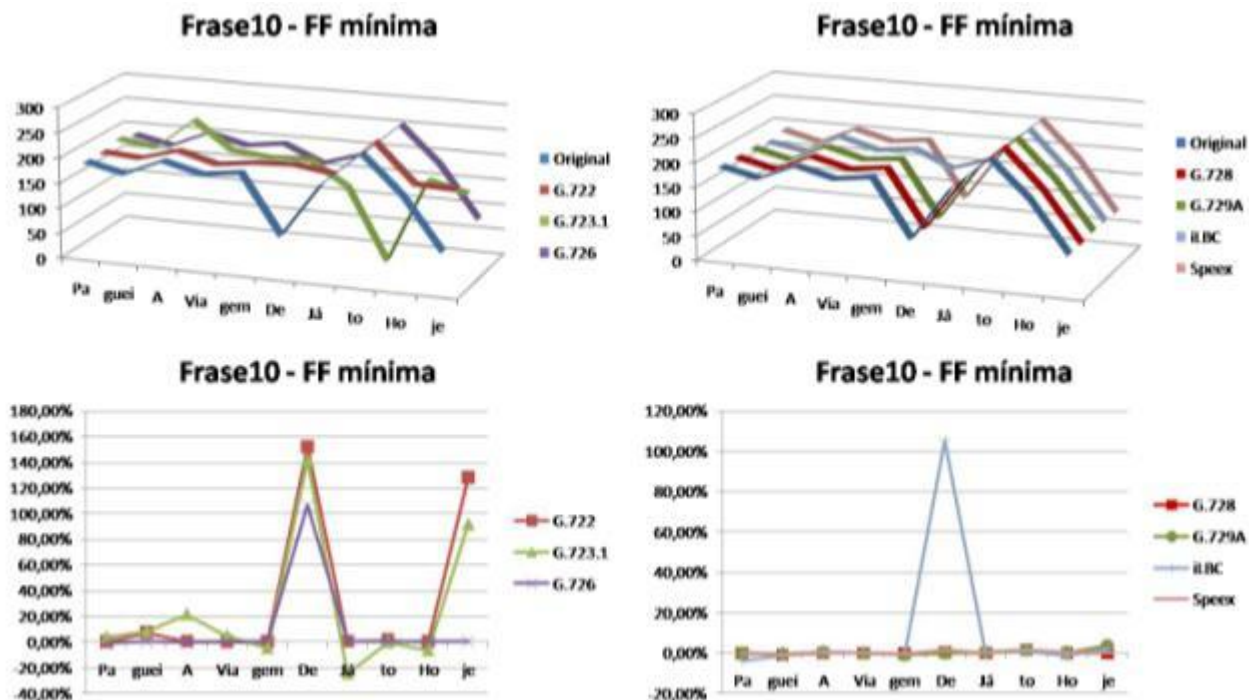 Frase10 - FF mínima
300
250
200
150
100
50
0
Pa guei A Via gem De Já to Ho je
Original
G.722
G.723.1
G.726
Frase10 - FF mínima
300
250
200
150
100
50
0
Pa guei A Via gem De Já to Ho je
Original
G.728
G.729A
iLBC
Speex
Frase10 - FF mínima
180,00%
160,00%
140,00%
120,00%
100,00%
80,00%
60,00%
40,00%
20,00%
0,00%
-20,00%
-40,00%
Pa guei A Via gem De Já to Ho je
G.722
G.723.1
G.726
Frase10 - FF mínima
120,00%
100,00%
80,00%
60,00%
40,00%
20,00%
0,00%
-20,00%
Pa guei A Via gem De Já to Ho je
G.728
G.729A
iLBC
Speex